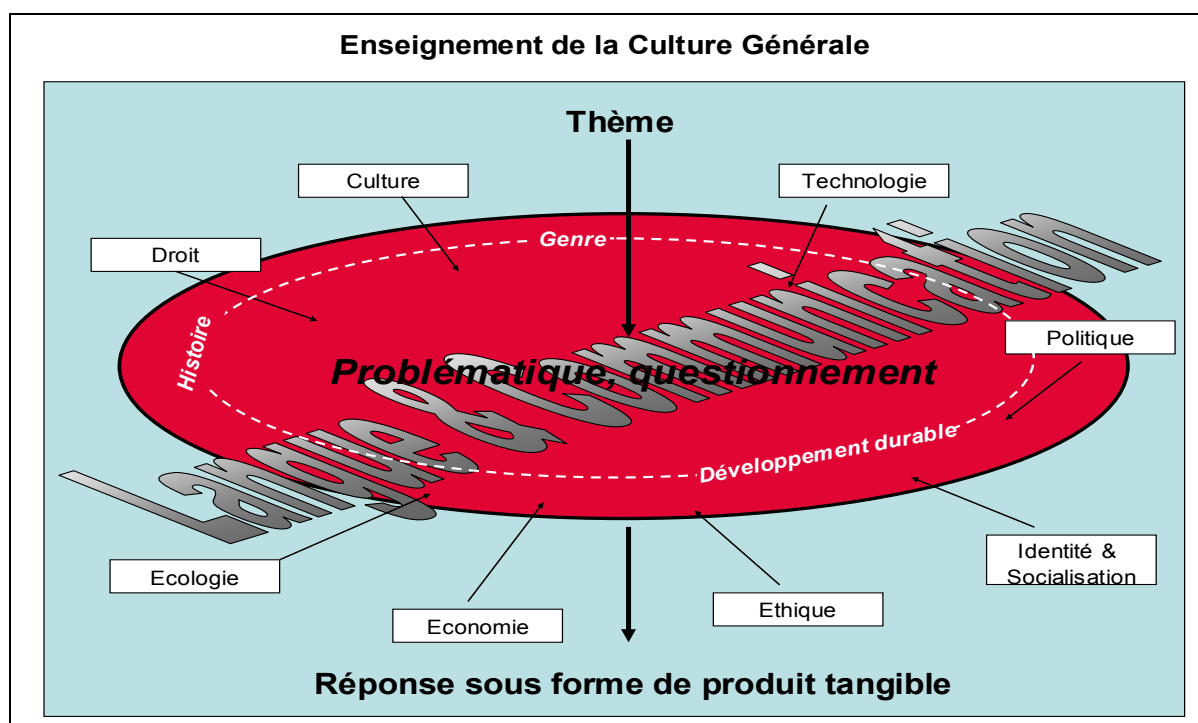 Enseignement de la Culture Générale
Thème
Culture
Technologie
Genre
Droit
Histoire
Politique
Problématique, questionnement
Langue & Communication
Développement durable
Identité &
Socialisation
Ecologie
Ethique
Economie
Réponse sous forme de produit tangible